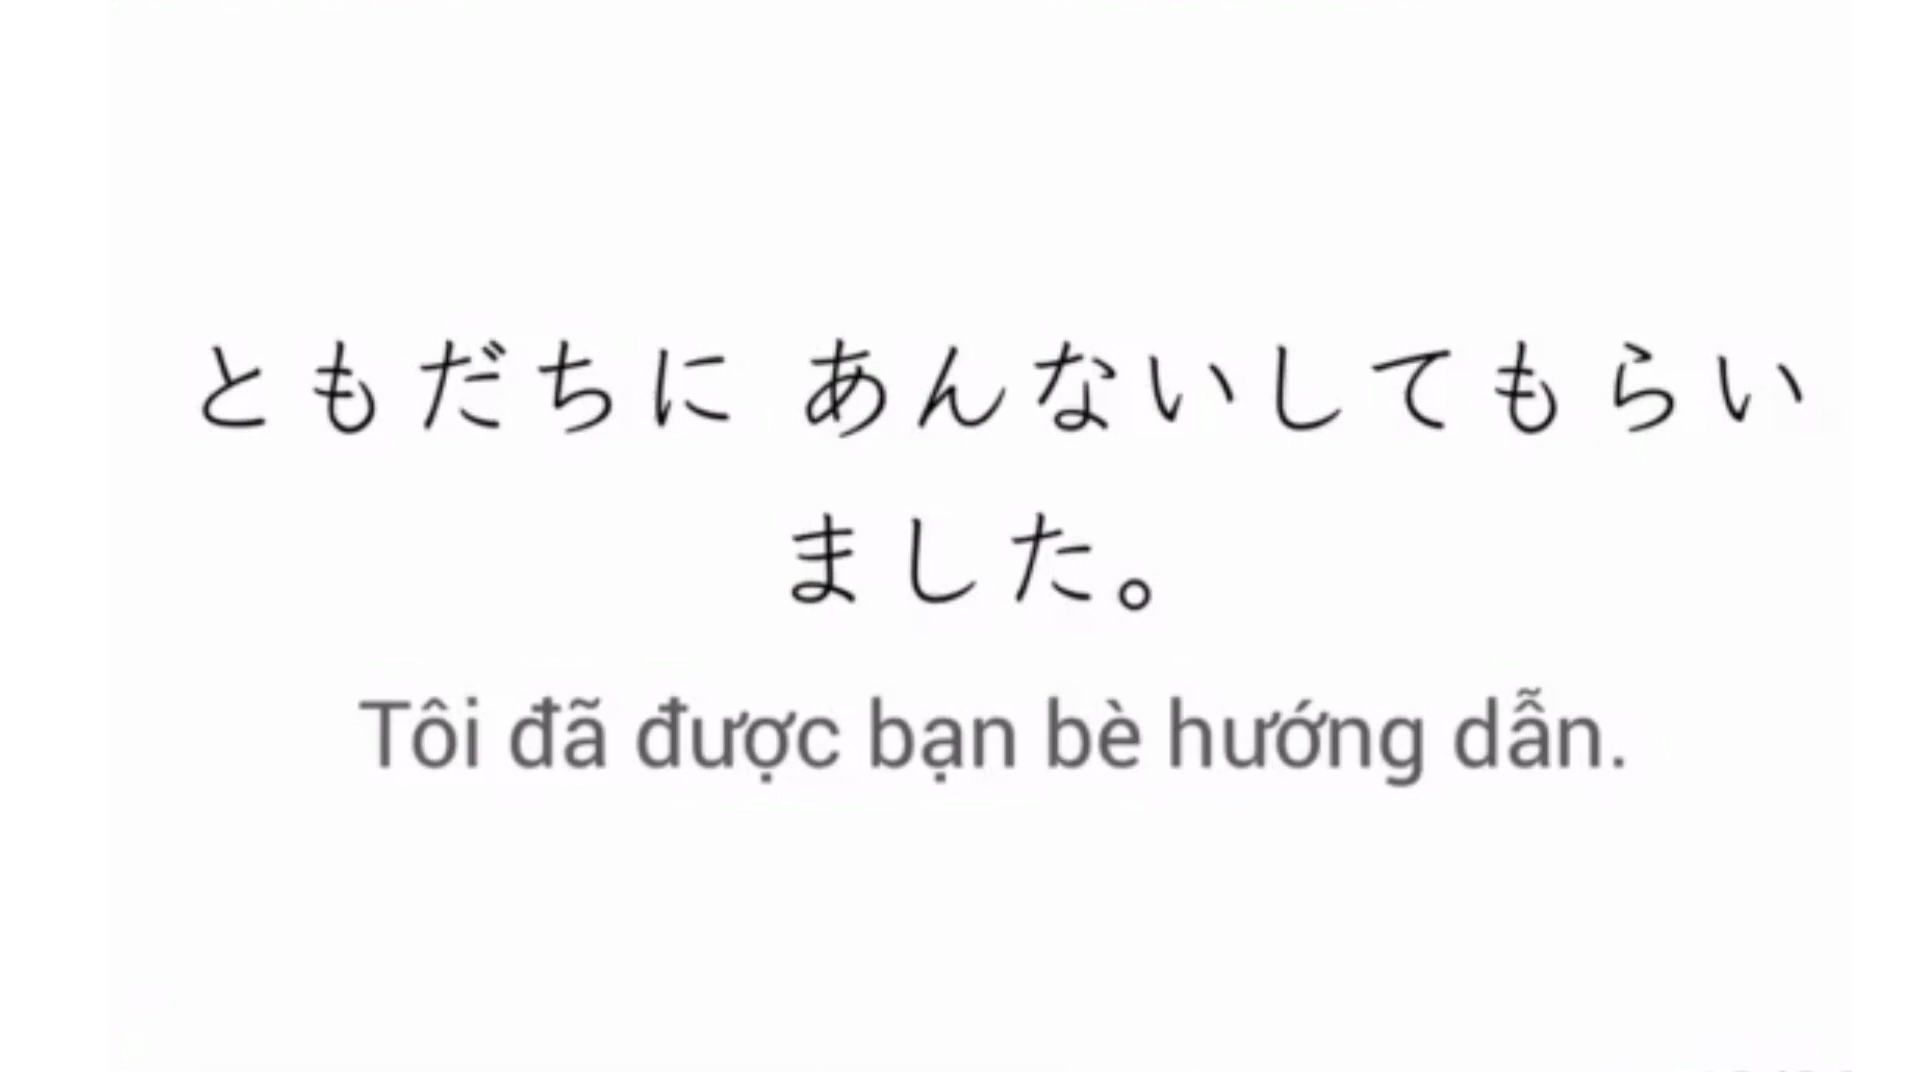 ともだちに あんないしてもらい
ました。
Tôi đã được bạn bè hướng dẫn.